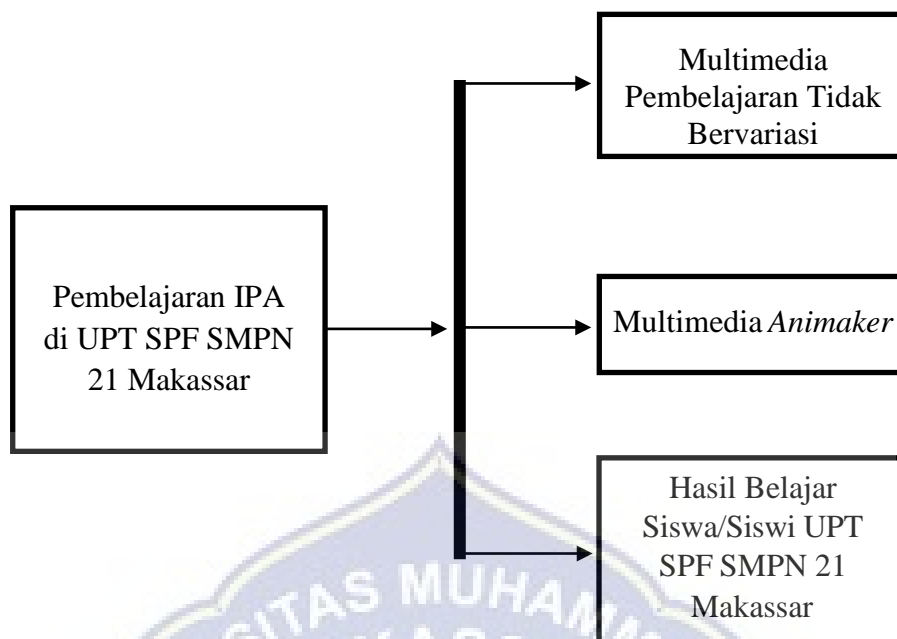 Multimedia
Pembelajaran Tidak
Bervariasi
Pembelajaran IPA
di UPT SPF SMPN
21 Makassar
Multimedia Animaker
Hasil Belajar
Siswa/Siswi UPT
SPF SMPN 21
Makassar